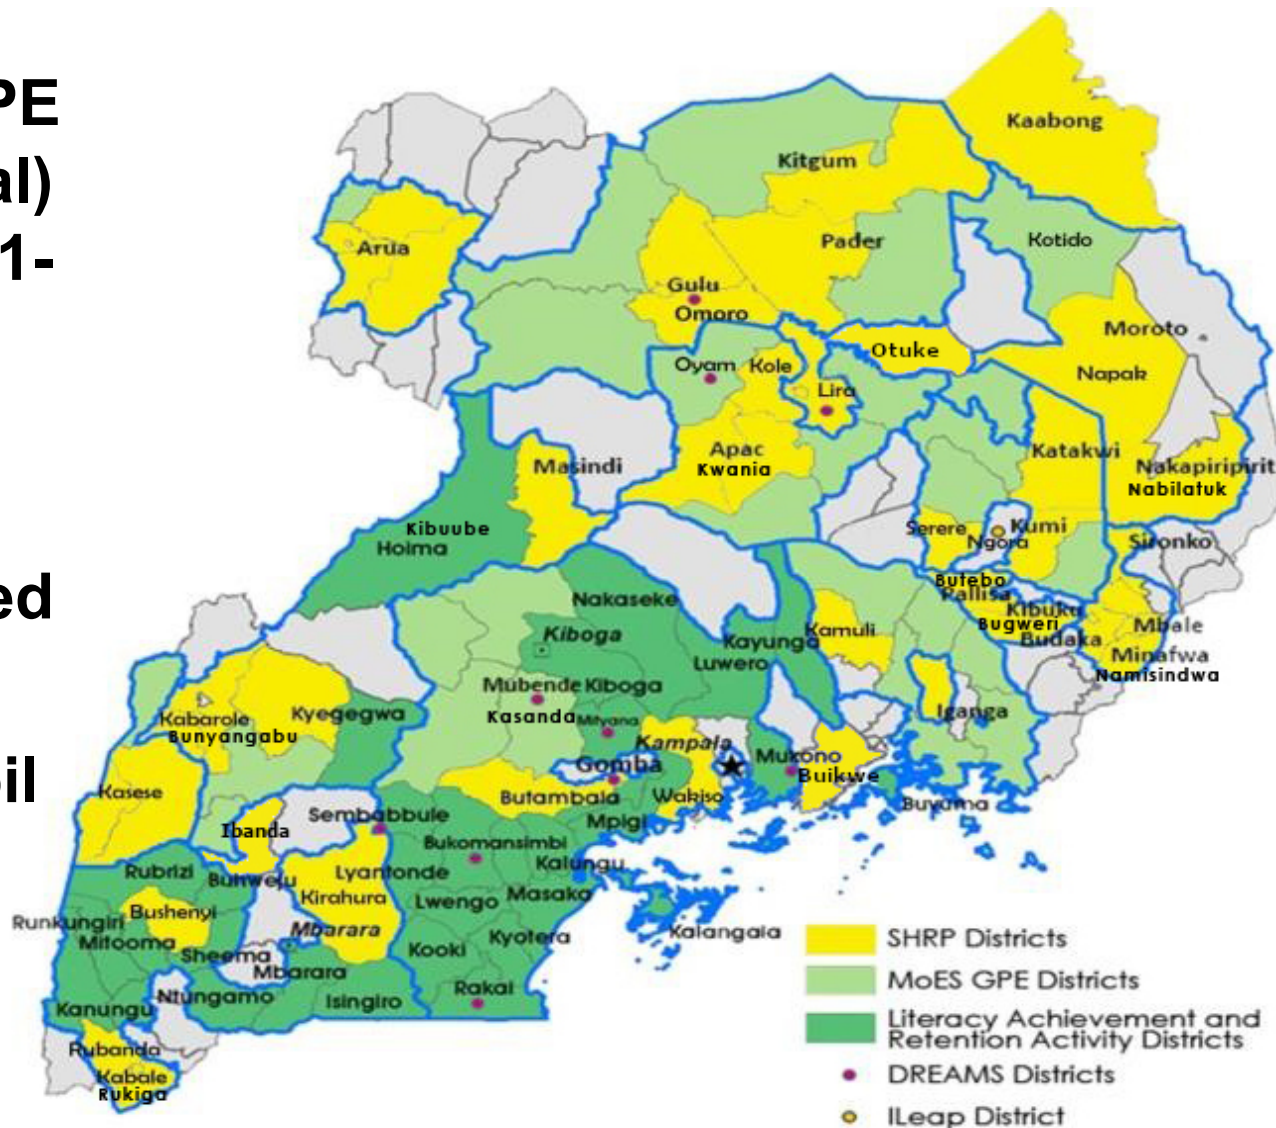 PE
al)
1-
ed
oil
Kaabong
Kitgum
Arua
Pader
Kotido
Gulu
Omoro
Moroto
Otuke
Oyam
Kole
Napak
Lira
Masindi
Apac
Kwania
Katakwi
Nakapiripirit
Nabilatuk
Kibuube
Hoima
Serere
Kumi
Ngora
Sironko
Butebo
Pallisa
Nakaseke
Kibuku
Bugweri
Kiboga
Kayunga
Kamuli
Budaka
Mbale
Luwero
Minafwa
Namisindwa
Mubende
Kiboga
Kabarole
Kyegegwa
Kasanda
Mityana
Iganga
Bunyangabu
Kampala
Gomba
Mukono
Buikwe
Kasese
Butambala
Wakiso
Buvuma
Sembabbule
Mpigi
Ibanda
Bukomansimbi
Kalungu
Rubrizi
Buhweju
Lyantonde
Kirahura
Lwengo
Masaka
Bushenyi
Runkungiri
Mitooma
Mbarara
Kyotera
Kalangala
Sheema
Kooki
Mbarara
Rakai
Ntungamo
Isingiro
Kanungu
Rubanda
Kabale
Rukiga
SHRP Districts
MoES GPE Districts
Literacy Achievement and
Retention Activity Districts
DREAMS Districts
ILeap District